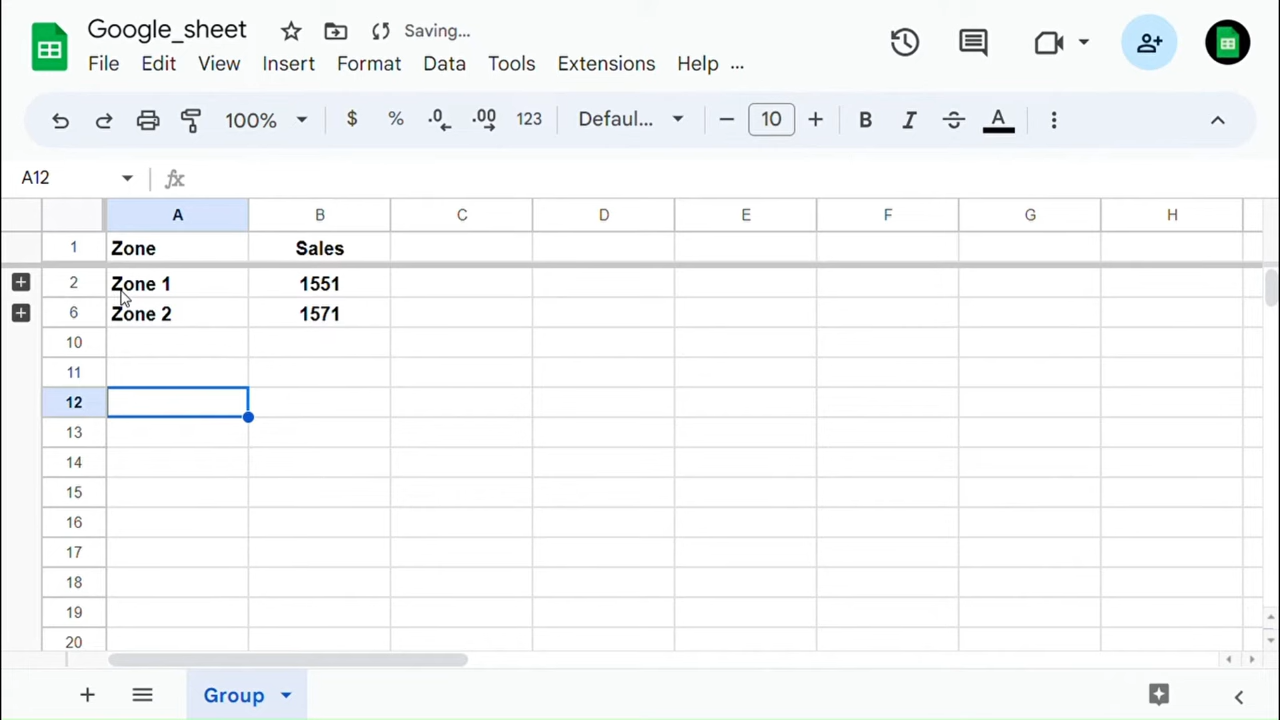 Google_sheet Saving...
File Edit View Insert Format Data Tools Extensions Help ...
100% $ % .0 .00 123 Defaul... 10 B I S A
A12 fx
A B C D E F G H
1 Zone Sales
2 Zone 1 1551
6 Zone 2 1571
10
11
12
13
14
15
16
17
18
19
20
Group